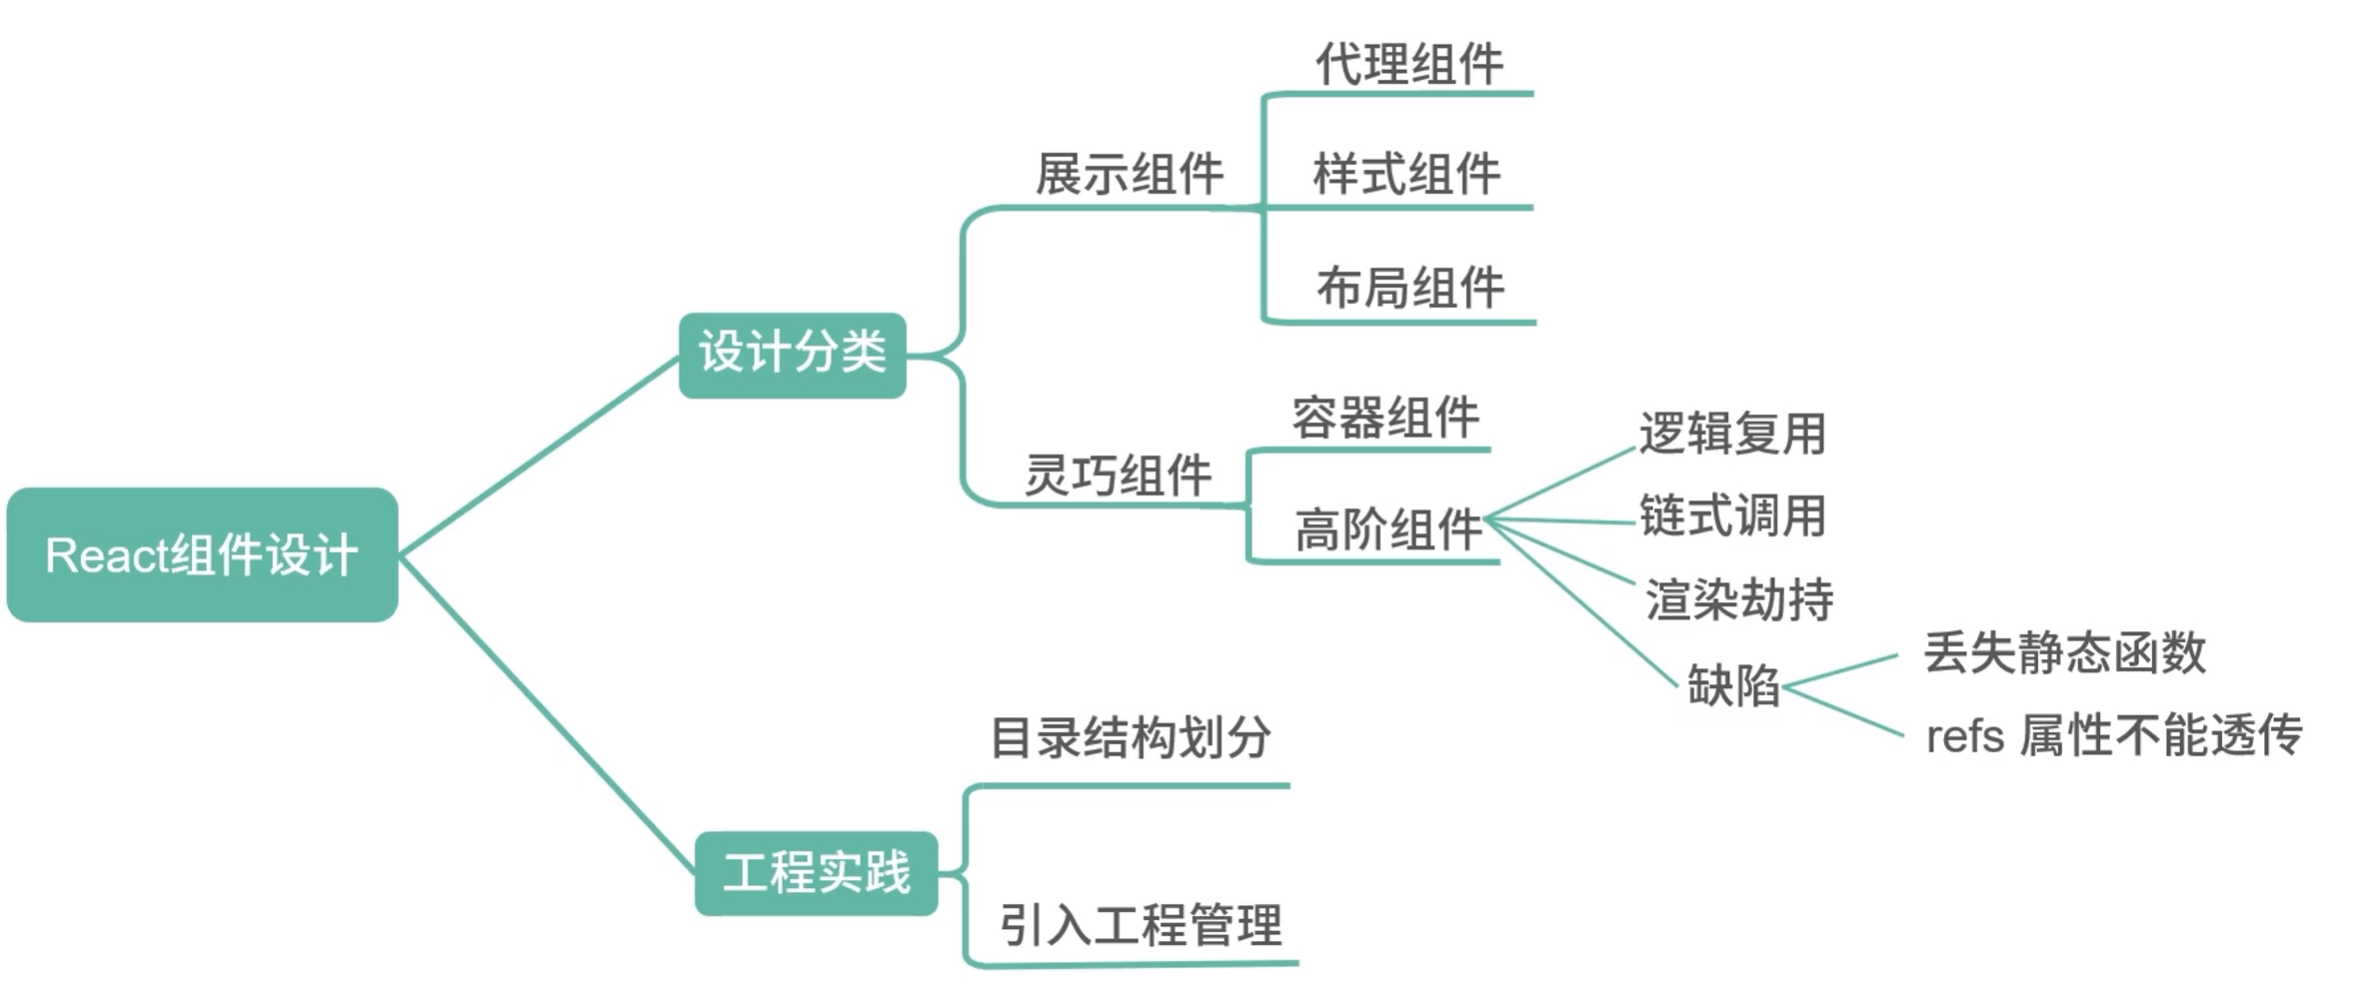 代理组件
展示组件
样式组件
布局组件
设计分类
容器组件
灵巧组件
高阶组件
逻辑复用
链式调用
渲染劫持
缺陷
丢失静态函数
refs 属性不能透传
React组件设计
目录结构划分
工程实践
引入工程管理